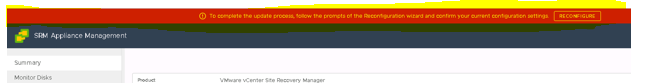 To complete the update process, follow the prompts of the Reconfiguration wizard and confirm your current configuration settings. RECONFIGURE
SRM Appliance Management
Summary
Monitor Disks
Product VMware vCenter Site Recovery Manager